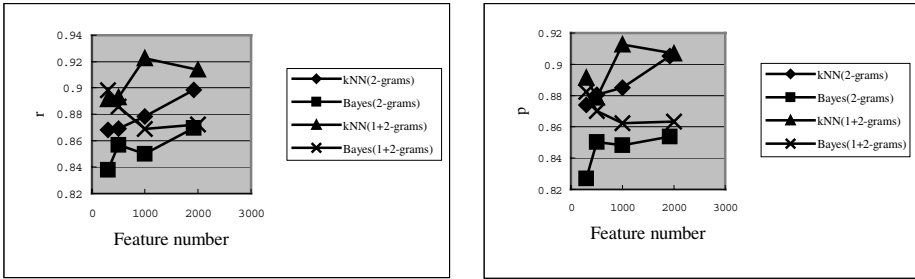 0.94
0.92
0.9
0.88
0.86
0.84
0.82
r
0 1000 2000 3000
Feature number
kNN(2-grams)
Bayes(2-grams)
kNN(1+2-grams)
Bayes(1+2-grams)
0.92
0.9
0.88
0.86
0.84
0.82
p
0 1000 2000 3000
Feature number
kNN(2-grams)
Bayes(2-grams)
kNN(1+2-grams)
Bayes(1+2-grams)